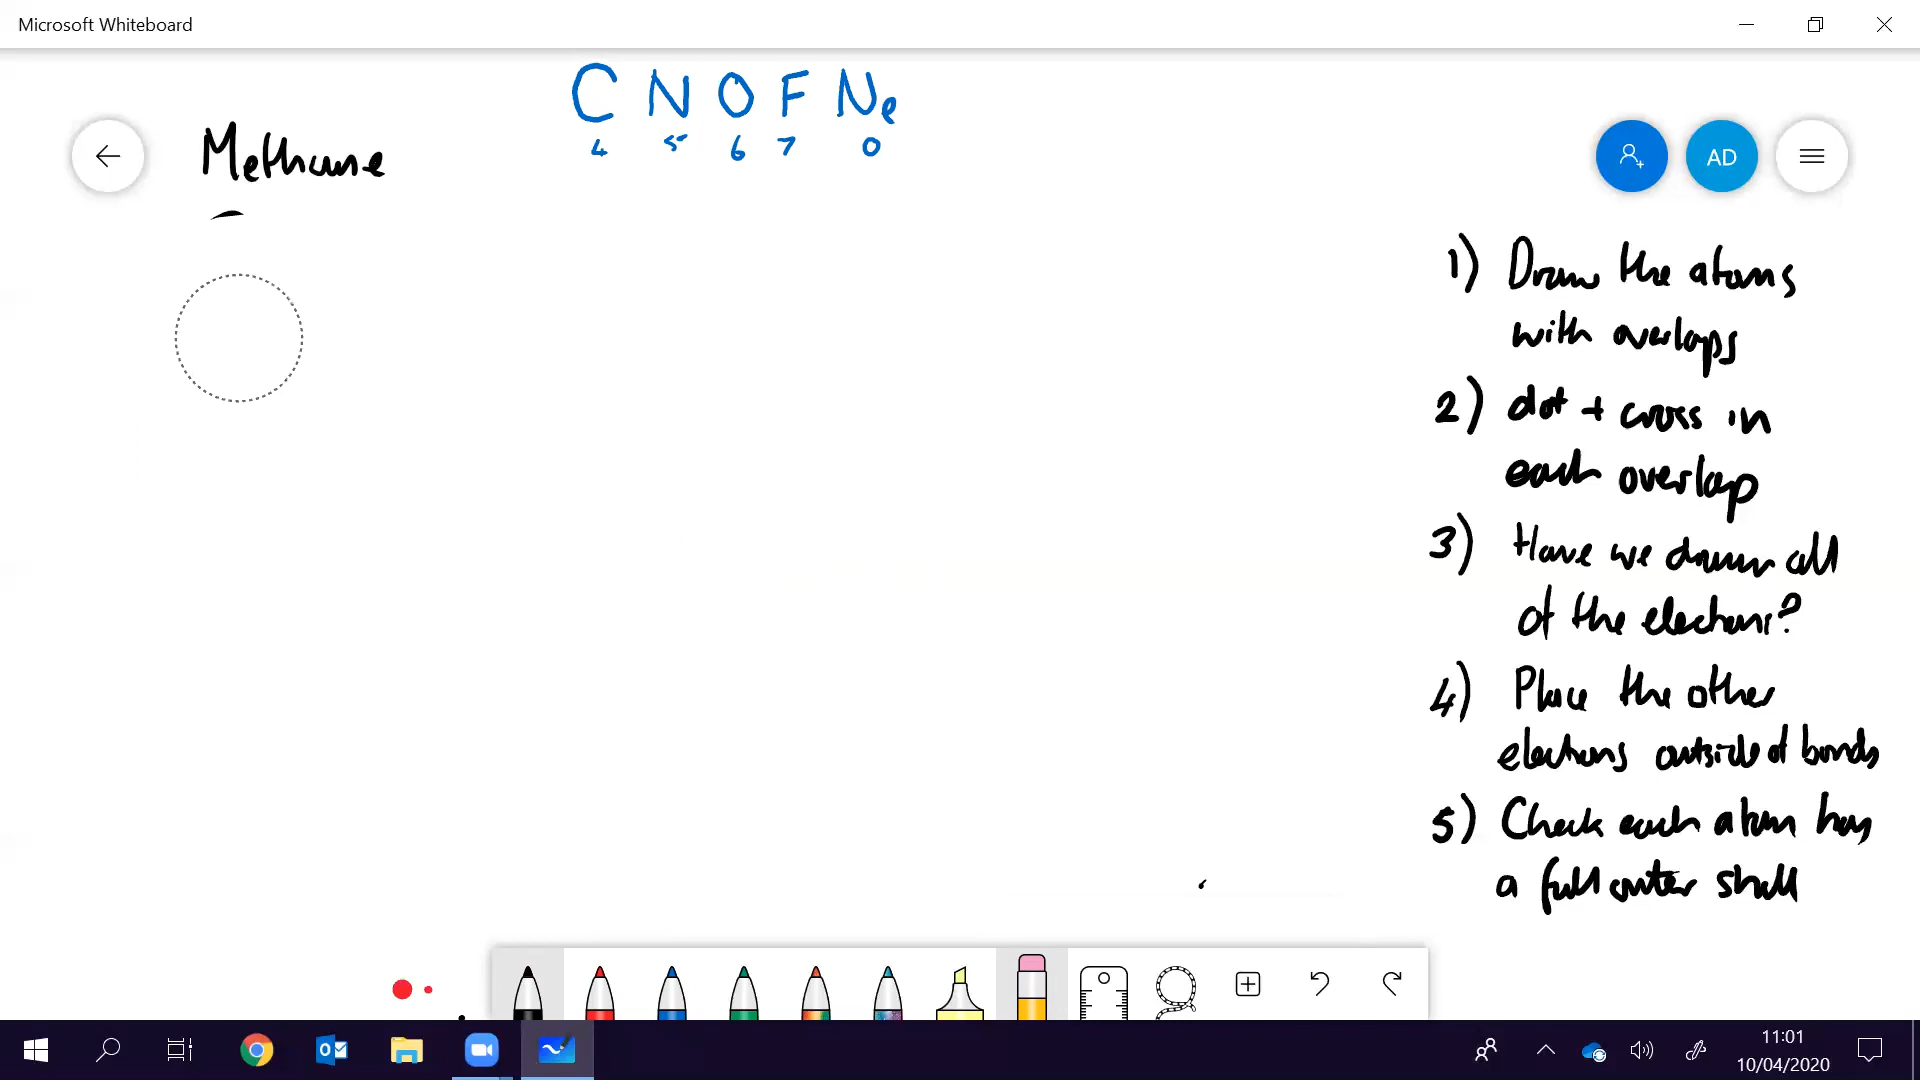 Microsoft Whiteboard
C N O F Ne
4 5 6 7 0
Methane
AD
1) Draw the atoms
with overlaps
2) dot + cross in
each overlap
3) Have we drawn all
of the electrons?
4) Place the other
electrons outside of bonds
5) Check each atom has
a full outer shell
11:01
10/04/2020